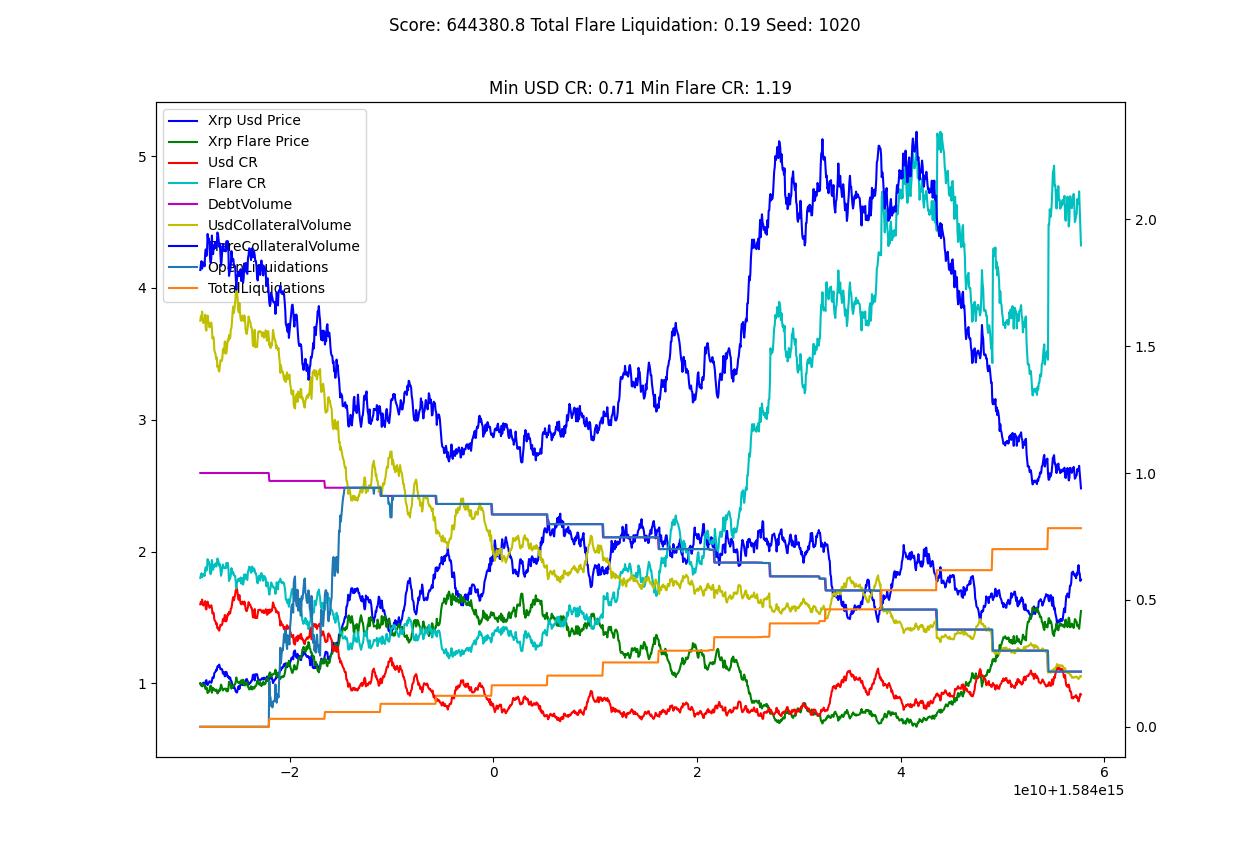 Score: 644380.8 Total Flare Liquidation: 0.19 Seed: 1020
Min USD CR: 0.71 Min Flare CR: 1.19
Xrp Usd Price
Xrp Flare Price
Usd CR
Flare CR
DebtVolume
UsdCollateralVolume
FlareCollateralVolume
OpenLiquidations
TotalLiquidations
5
4
3
2
1
2.0
1.5
1.0
0.5
0.0
−2
0
2
4
6
1e10+1.584e15